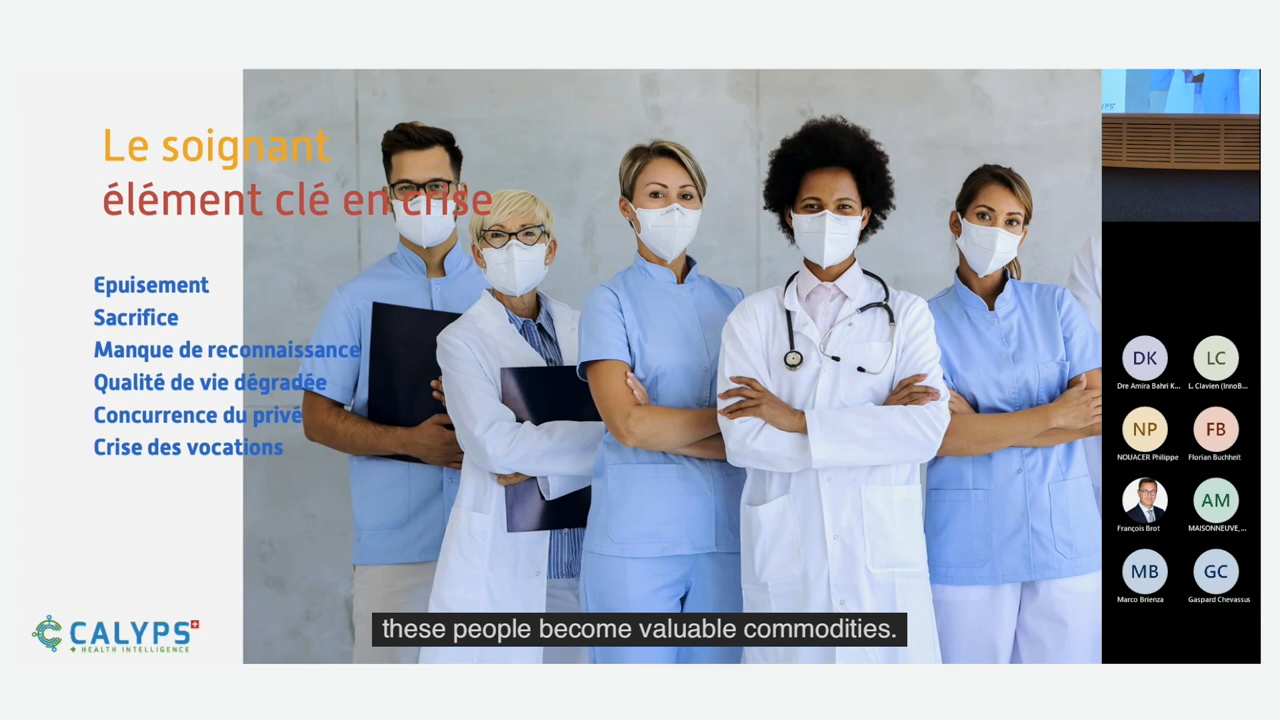 Le soignant
élément clé en crise
Epuisement
Sacrifice
Manque de reconnaissance
Qualité de vie dégradée
Concurrence du privé
Crise des vocations
CALYPS
HEALTH INTELLIGENCE
these people become valuable commodities.
DK
LC
Dre Amira Bahri K...
L. Clavien (InnoB...
NP
FB
NOUACER Philippe
Florian Buchheit
AM
François Brot
MAISONNEUVE,...
MB
GC
Marco Brienza
Gaspard Chevassus